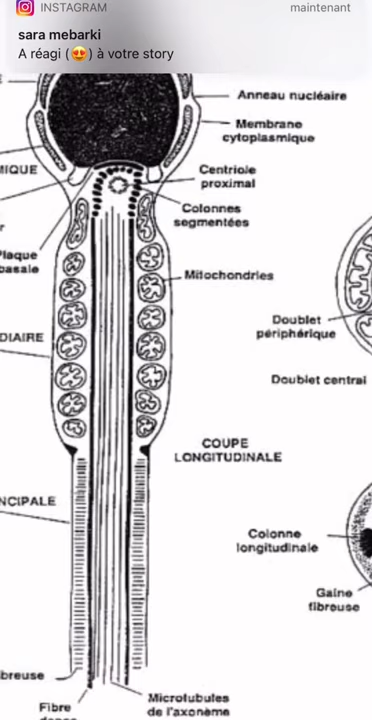 INSTAGRAM
maintenant
sara mebarki
A réagi (😍) à votre story
Anneau nucléaire
Membrane
cytoplasmique
MIQUE
Centriole
proximal
Colonnes
segmentées
Plaque
basale
Mitochondries
Doublet
périphérique
DIAIRE
Doublet central
COUPE
LONGITUDINALE
NCIPALE
Colonne
longitudinale
Gaine
fibreuse
breuse
Microtubules
de l'axonème
Fibre